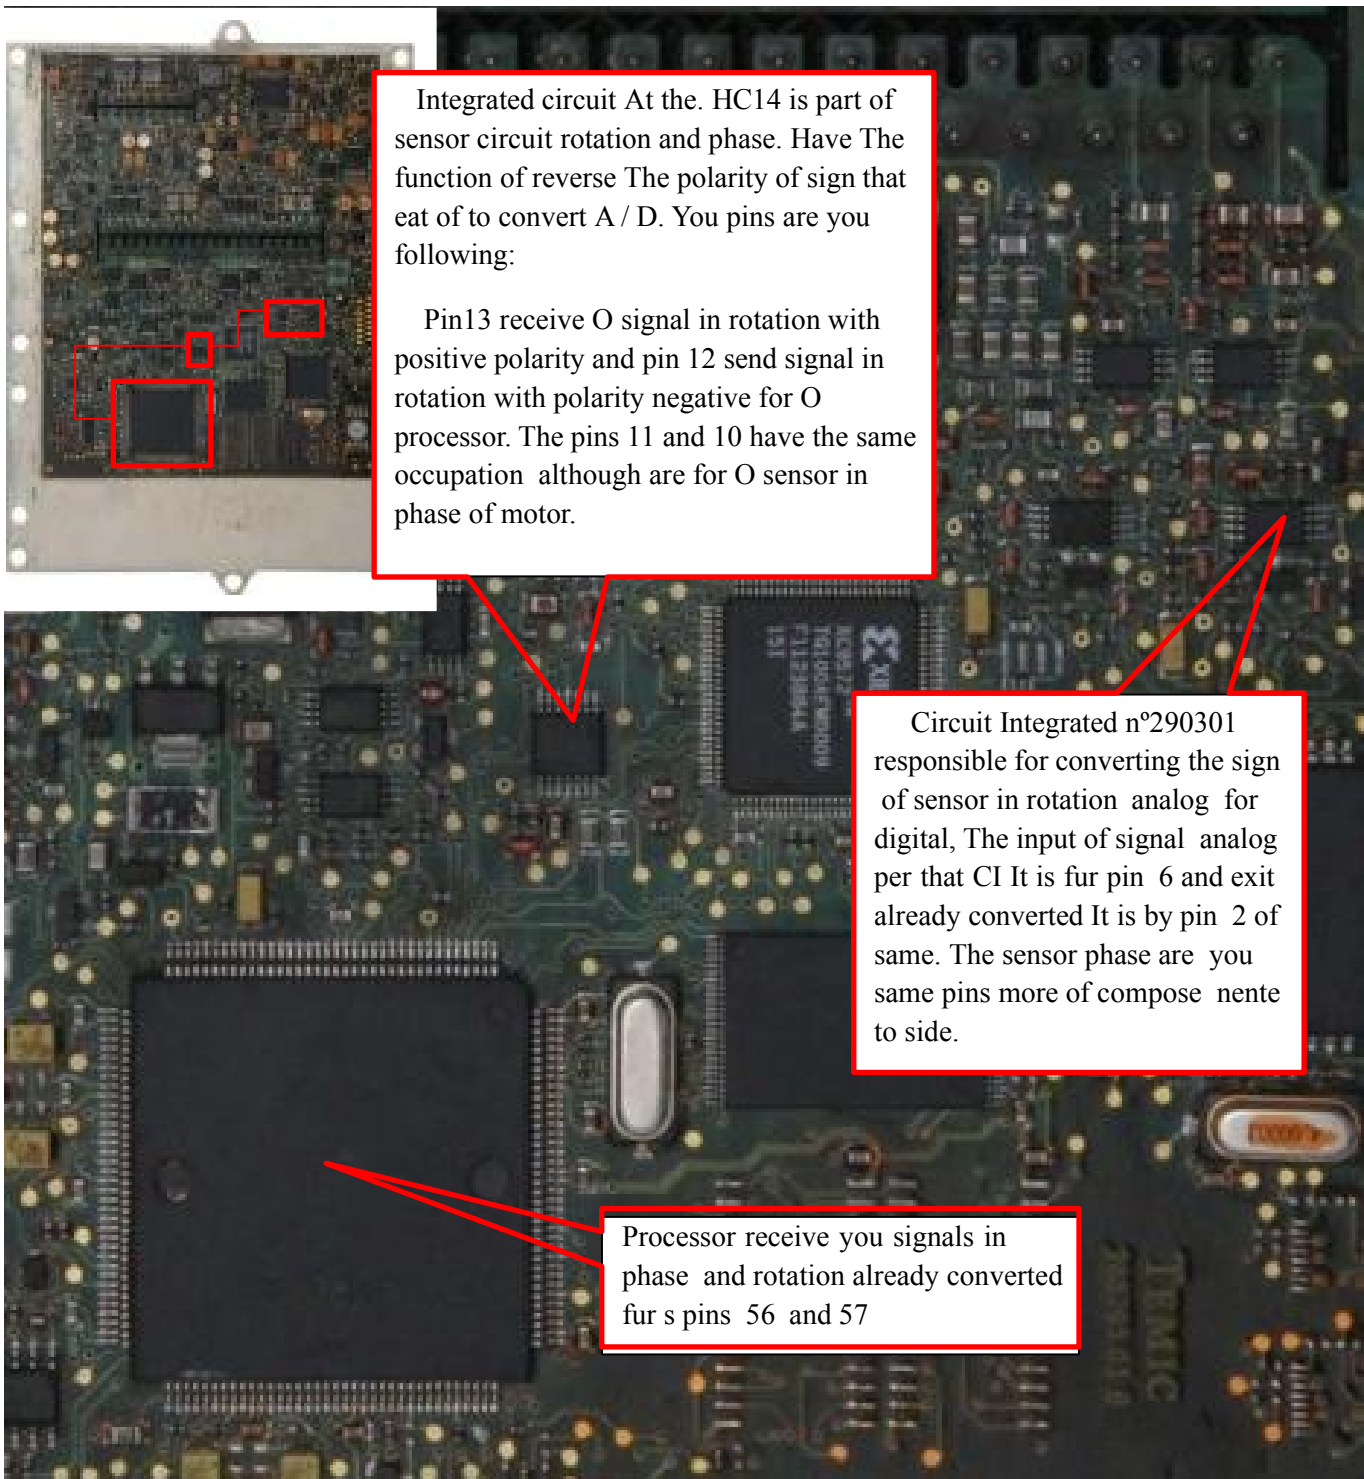 Integrated circuit At the. HC14 is part of
sensor circuit rotation and phase. Have The
function of reverse The polarity of sign that
eat of to convert A / D. You pins are you
following:
Pin13 receive O signal in rotation with
positive polarity and pin 12 send signal in
rotation with polarity negative for O
processor. The pins 11 and 10 have the same
occupation although are for O sensor in
phase of motor.
Circuit Integrated nº290301
responsible for converting the sign
of sensor in rotation analog for
digital, The input of signal analog
per that CI It is fur pin 6 and exit
already converted It is by pin 2 of
same. The sensor phase are you
same pins more of compose nente
to side.
Processor receive you signals in
phase and rotation already converted
fur s pins 56 and 57
TEMIC